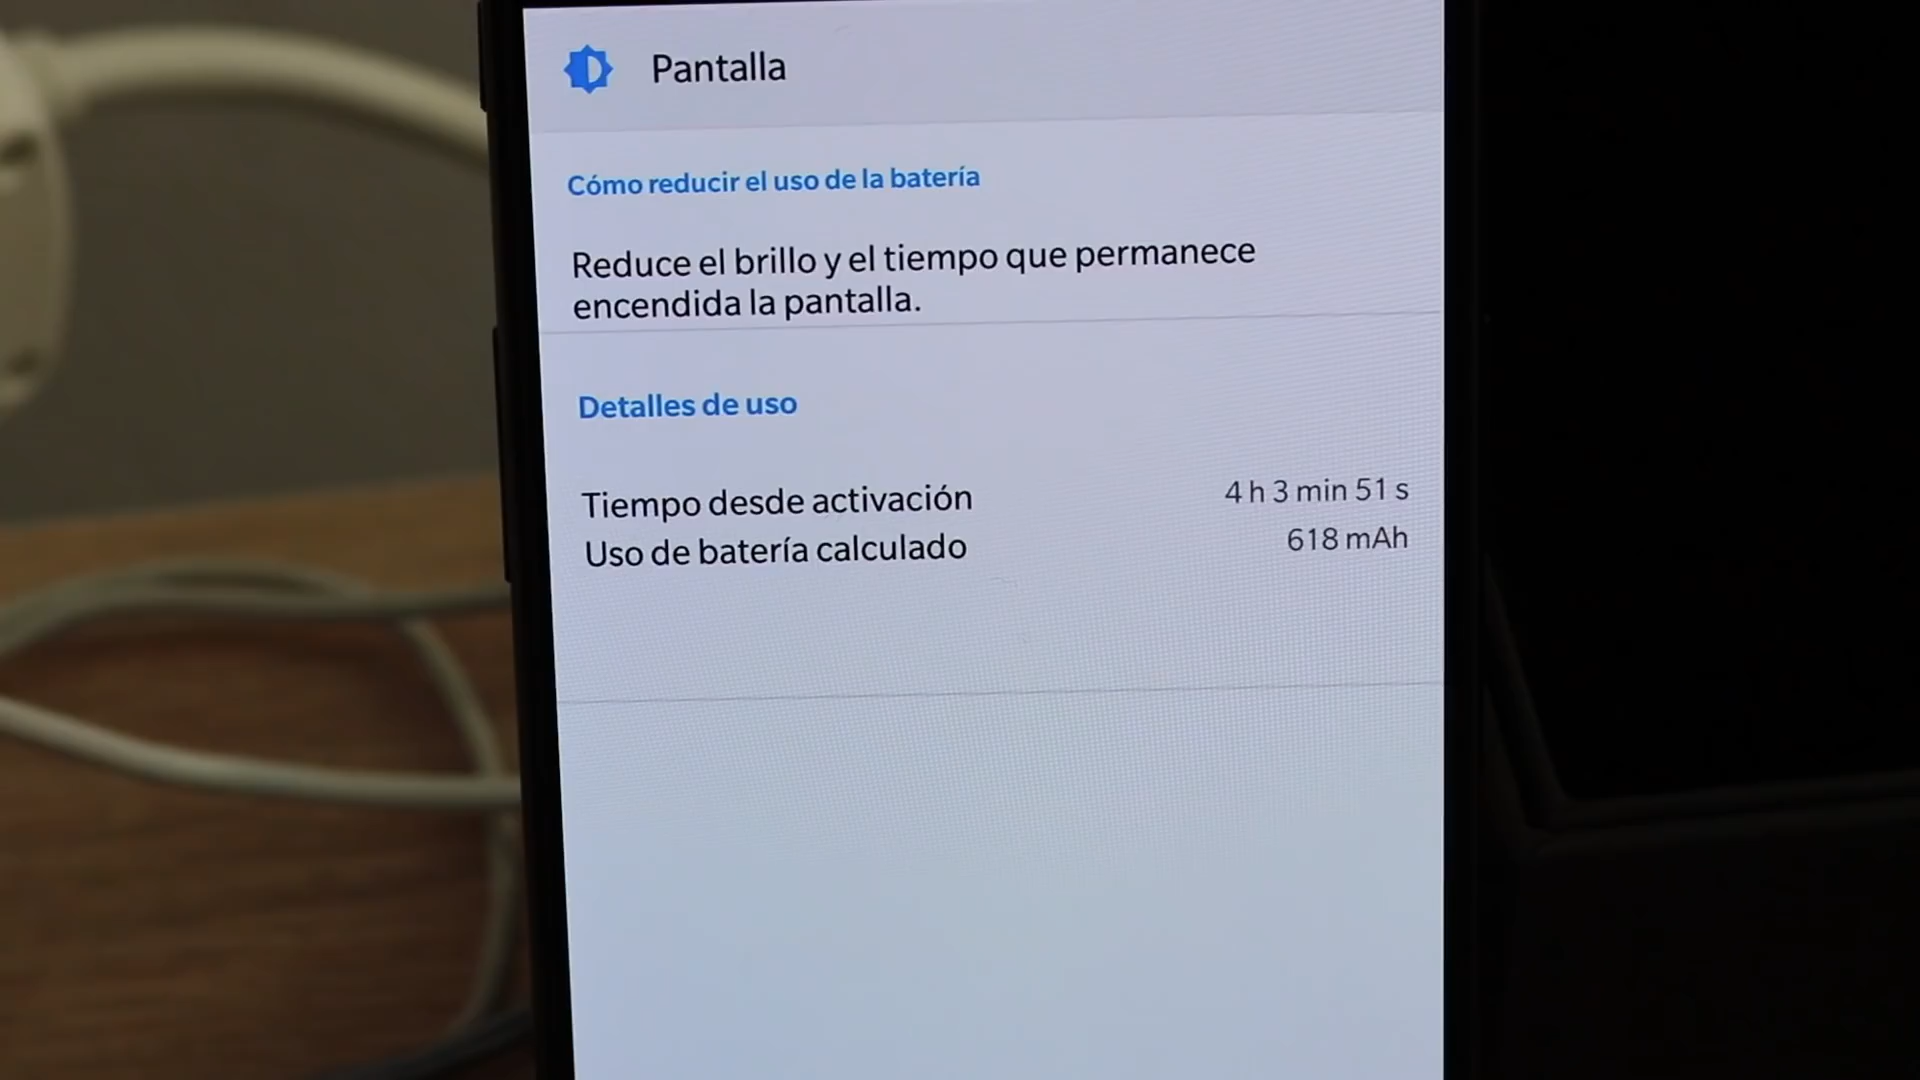 Pantalla
Cómo reducir el uso de la batería
Reduce el brillo y el tiempo que permanece
encendida la pantalla.
Detalles de uso
Tiempo desde activación 4 h 3 min 51 s
Uso de batería calculado 618 mAh